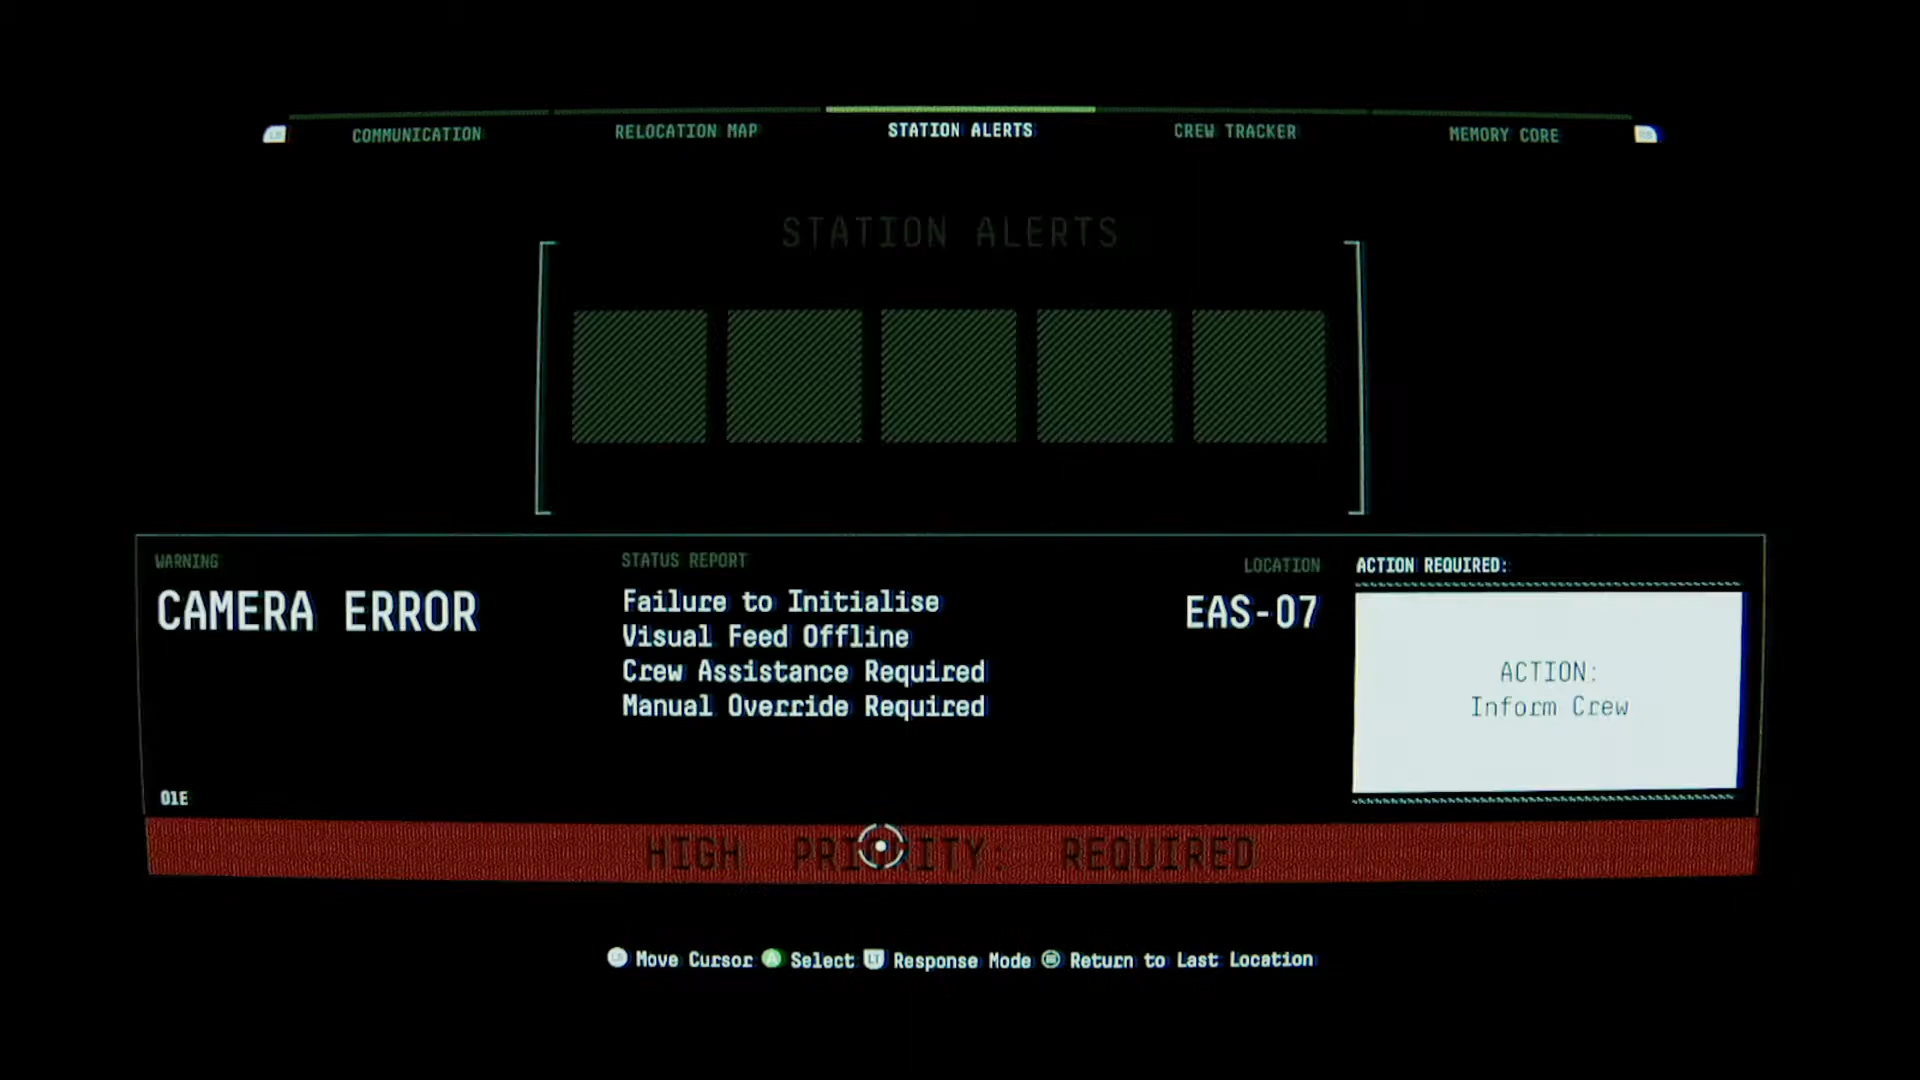 COMMUNICATION
RELOCATION MAP
STATION ALERTS
CREW TRACKER
MEMORY CORE
STATION ALERTS
WARNING
CAMERA ERROR
01E
STATUS REPORT
Failure to Initialise
Visual Feed Offline
Crew Assistance Required
Manual Override Required
LOCATION
EAS-07
ACTION REQUIRED:
ACTION:
Inform Crew
HIGH PRIORITY: REQUIRED
Move Cursor A Select LT Response Mode Return to Last Location